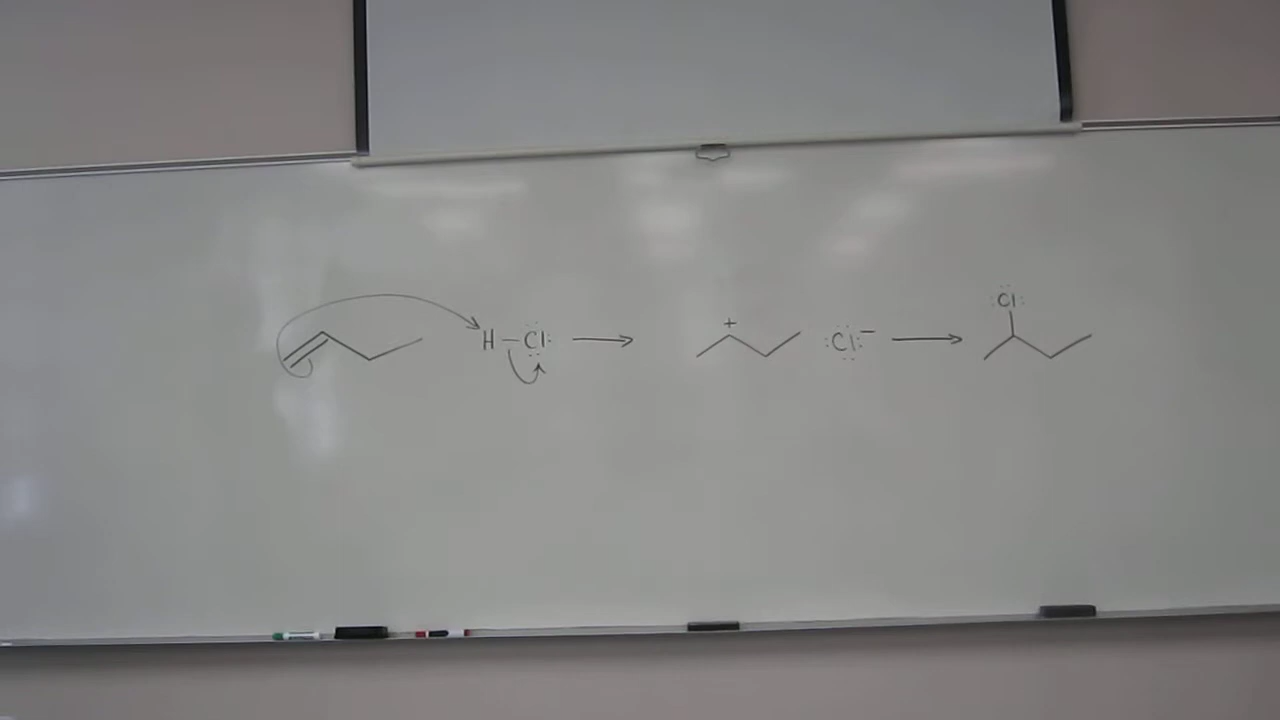 Cl
H–Cl → + Cl⁻ →